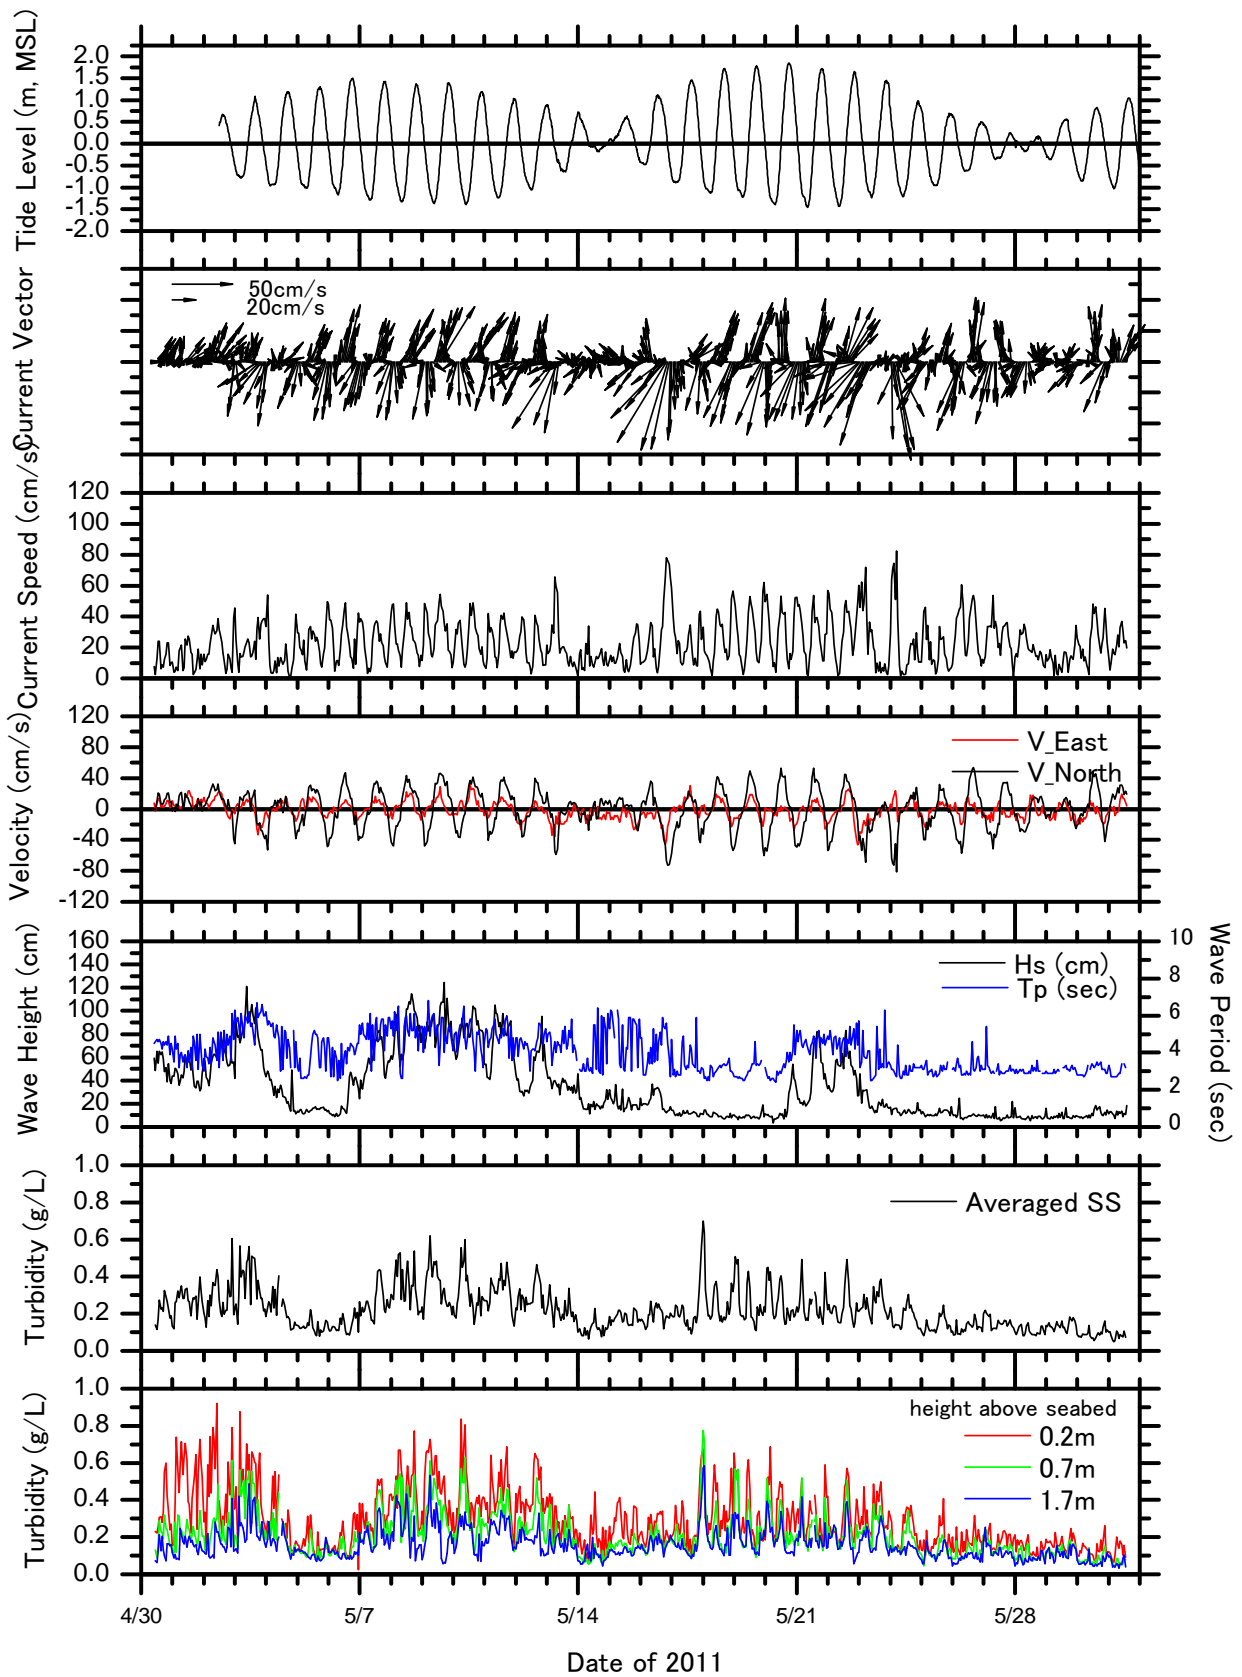 Tide Level (m, MSL)
2.0
1.5
1.0
0.5
0.0
-0.5
-1.0
-1.5
-2.0
Current Vector
50cm/s
20cm/s
Current Speed (cm/s)
120
100
80
60
40
20
0
Velocity (cm/s)
120
80
40
0
-40
-80
-120
V_East
V_North
Wave Height (cm)
160
140
120
100
80
60
40
20
0
Hs (cm)
Tp (sec)
10
8
6
4
2
0
Wave Period (sec)
Turbidity (g/L)
1.0
0.8
0.6
0.4
0.2
0.0
Averaged SS
Turbidity (g/L)
1.0
0.8
0.6
0.4
0.2
0.0
height above seabed
0.2m
0.7m
1.7m
4/30 5/7 5/14 5/21 5/28
Date of 2011